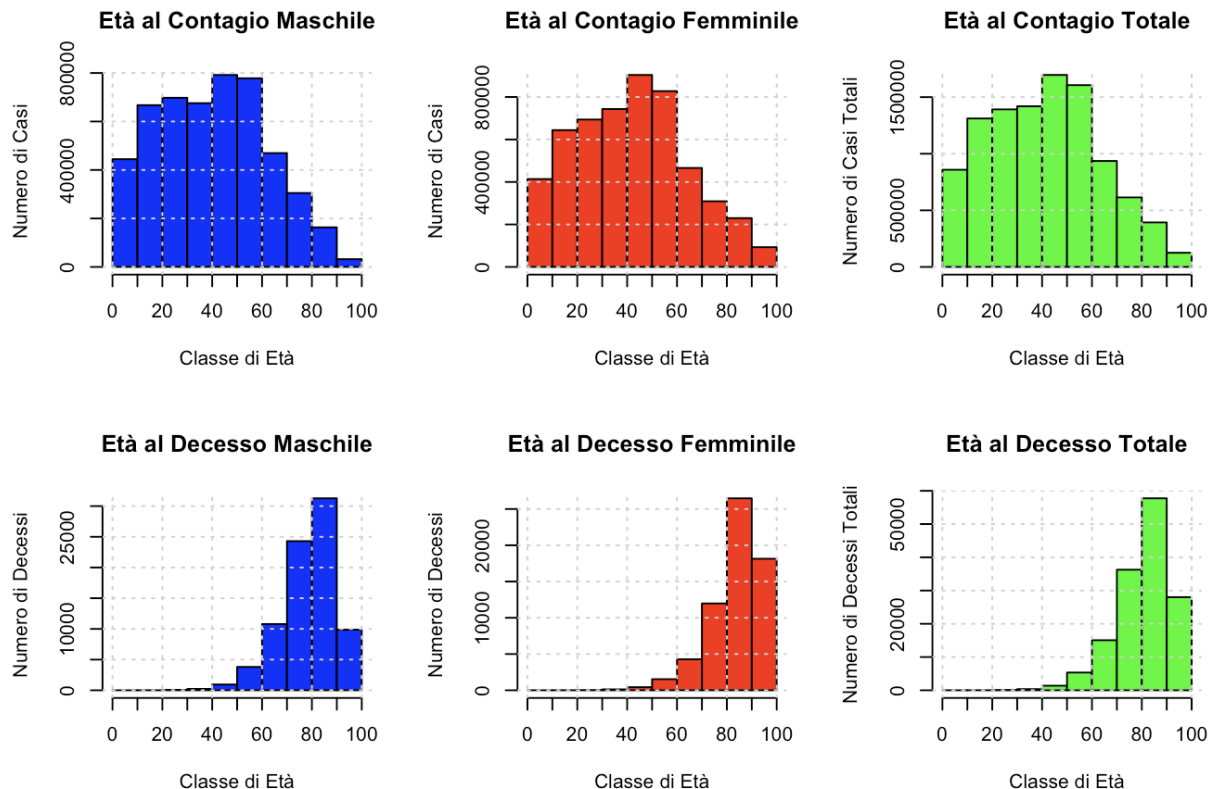 Età al Contagio Maschile
Numero di Casi
0
400000
800000
0 20 40 60 80 100
Classe di Età
Età al Contagio Femminile
Numero di Casi
0
400000
800000
0 20 40 60 80 100
Classe di Età
Età al Contagio Totale
Numero di Casi Totali
0
500000
1500000
0 20 40 60 80 100
Classe di Età
Età al Decesso Maschile
Numero di Decessi
0
10000
25000
0 20 40 60 80 100
Classe di Età
Età al Decesso Femminile
Numero di Decessi
0
10000
20000
0 20 40 60 80 100
Classe di Età
Età al Decesso Totale
Numero di Decessi Totali
0
20000
50000
0 20 40 60 80 100
Classe di Età